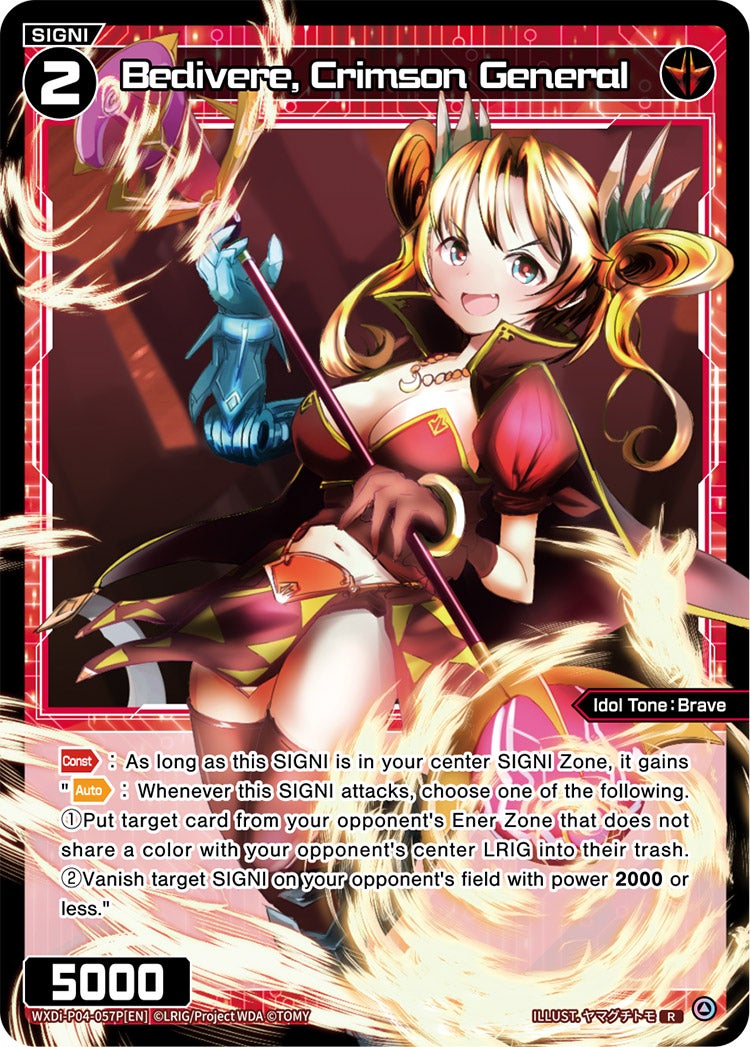 SIGNI
2 Bedivere, Crimson General
Idol Tone:Brave
Const : As long as this SIGNI is in your center SIGNI Zone, it gains
" Auto : Whenever this SIGNI attacks, choose one of the following.
①Put target card from your opponent's Ener Zone that does not
share a color with your opponent's center LRIG into their trash.
②Vanish target SIGNI on your opponent's field with power 2000 or
less."
5000
WXDi-P04-057P[EN] ©LRIG/Project WDA ©TOMY
ILLUST. ヤマグチトモ R